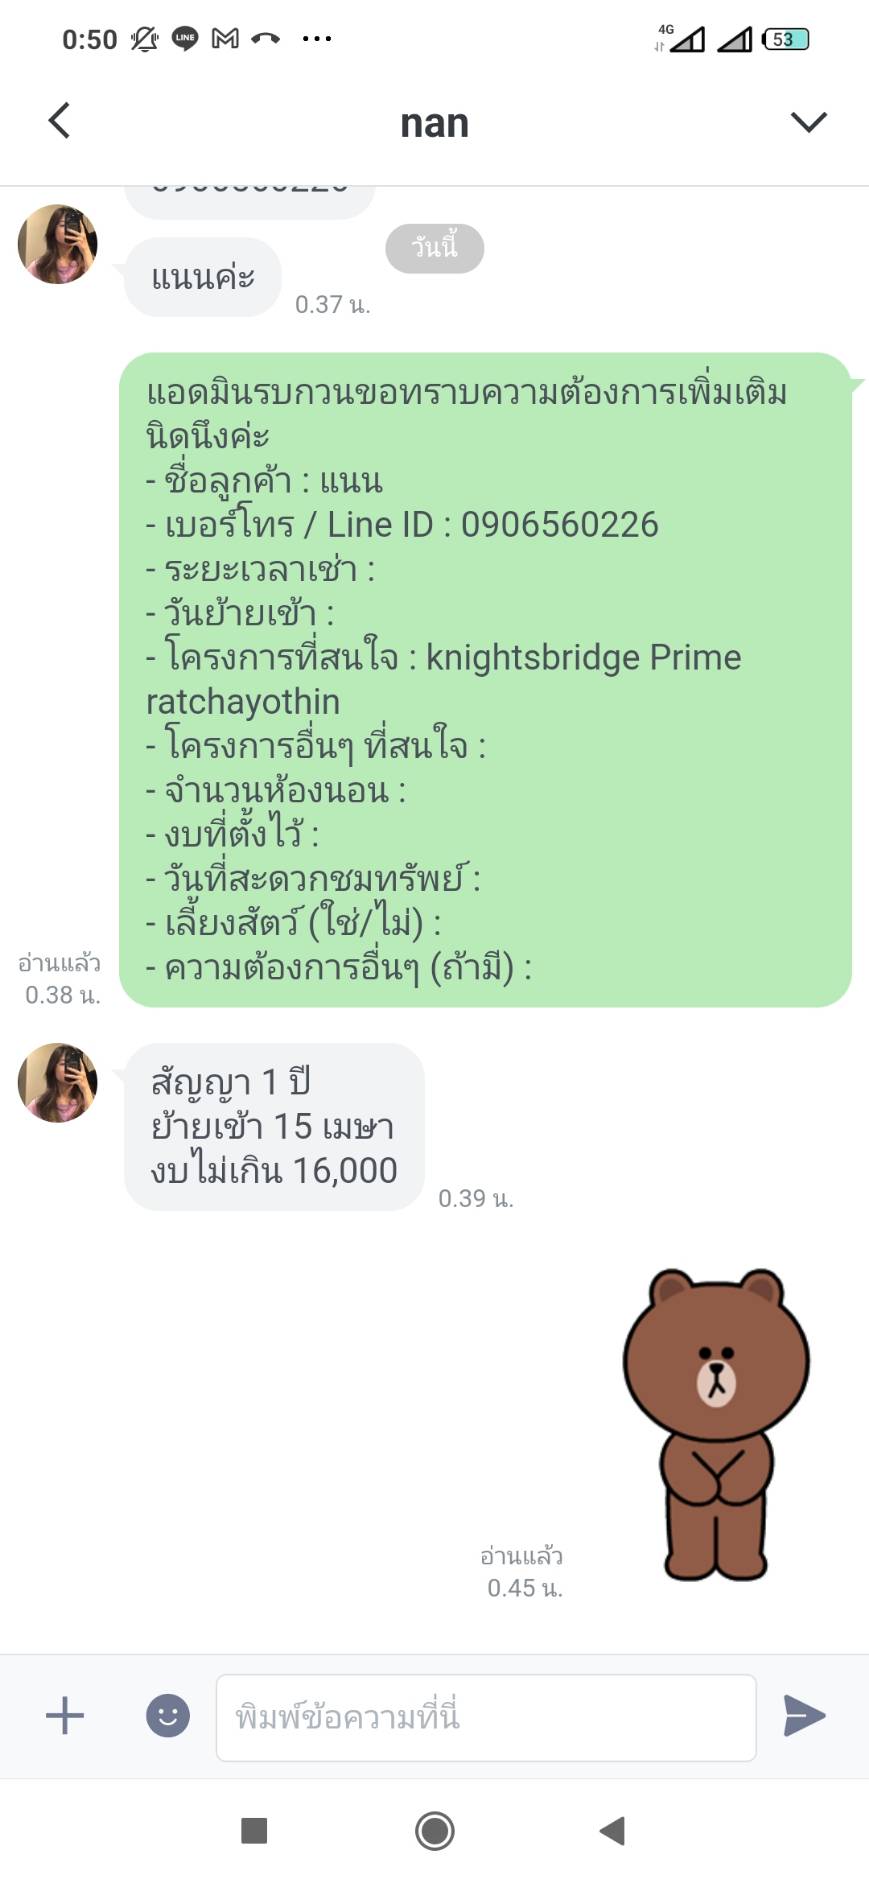 0:50
LINE
4G
53
nan
แนนค่ะ
วันนี้
0.37 น.
แอดมินรบกวนขอทราบความต้องการเพิ่มเติม
นิดนึงค่ะ
- ชื่อลูกค้า : แนน
- เบอร์โทร / Line ID : 0906560226
- ระยะเวลาเช่า :
- วันย้ายเข้า :
- โครงการที่สนใจ : knightsbridge Prime
ratchayothin
- โครงการอื่นๆ ที่สนใจ :
- จำนวนห้องนอน :
- งบที่ตั้งไว้ :
- วันที่สะดวกชมทรัพย์ :
- เลี้ยงสัตว์ (ใช่/ไม่) :
- ความต้องการอื่นๆ (ถ้ามี) :
อ่านแล้ว
0.38 น.
สัญญา 1 ปี
ย้ายเข้า 15 เมษา
งบไม่เกิน 16,000
0.39 น.
อ่านแล้ว
0.45 น.
พิมพ์ข้อความที่นี่